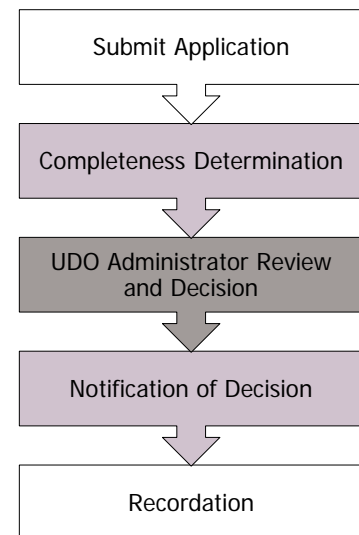 Submit Application
Completeness Determination
UDO Administrator Review
and Decision
Notification of Decision
Recordation